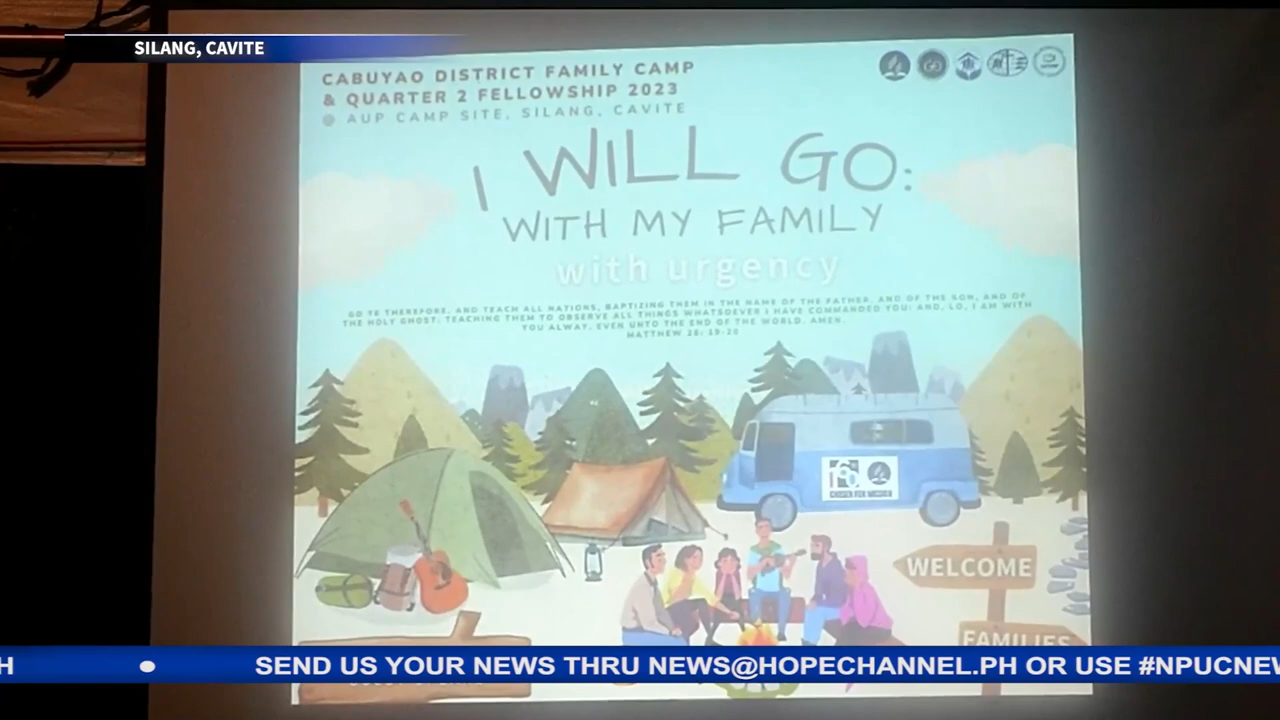 SILANG, CAVITE
CABUYAO DISTRICT FAMILY CAMP
& QUARTER 2 FELLOWSHIP 2023
@ AUP CAMP SITE, SILANG, CAVITE
I WILL GO:
WITH MY FAMILY
with urgency
GO YE THEREFORE, AND TEACH ALL NATIONS, BAPTIZING THEM IN THE NAME OF THE FATHER, AND OF THE SON, AND OF
THE HOLY GHOST: TEACHING THEM TO OBSERVE ALL THINGS WHATSOEVER I HAVE COMMANDED YOU: AND, LO, I AM WITH
YOU ALWAY, EVEN UNTO THE END OF THE WORLD. AMEN.
MATTHEW 28: 19-20
CHOSEN FOR MISSION
WELCOME
FAMILIES
H • SEND US YOUR NEWS THRU NEWS@HOPECHANNEL.PH OR USE #NPUCNEW